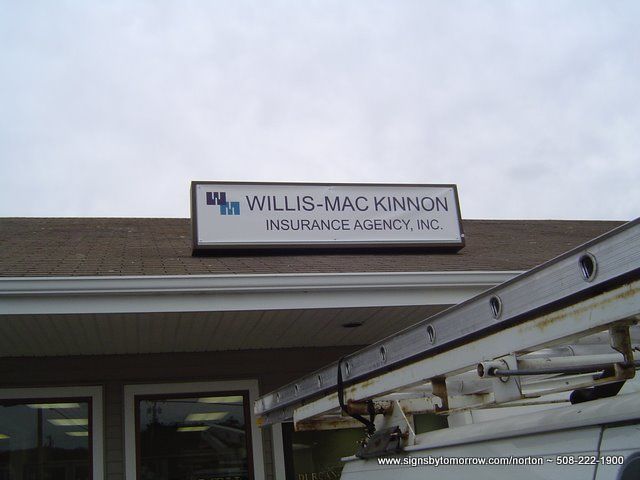 WM
WILLIS-MAC KINNON
INSURANCE AGENCY, INC.
www.signsbytomorrow.com/norton ~ 508-222-1900